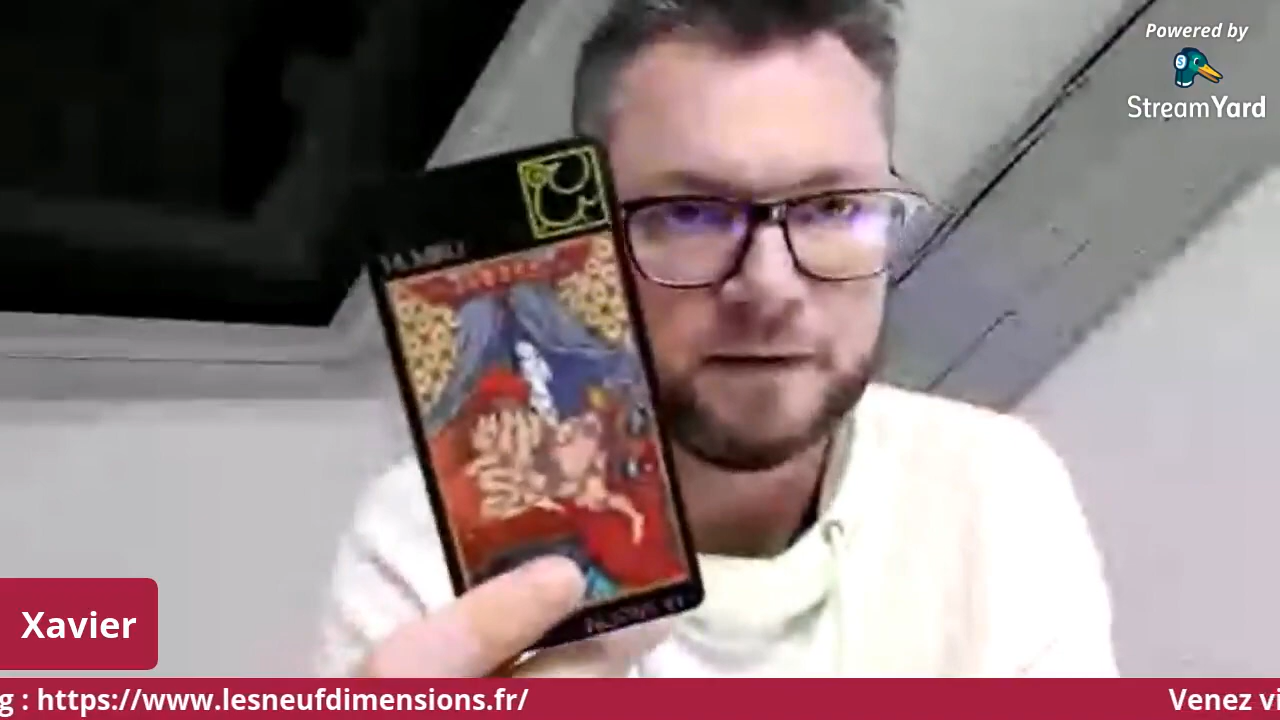 Powered by
StreamYard
Xavier
g : https://www.lesneufdimensions.fr/
Venez vi